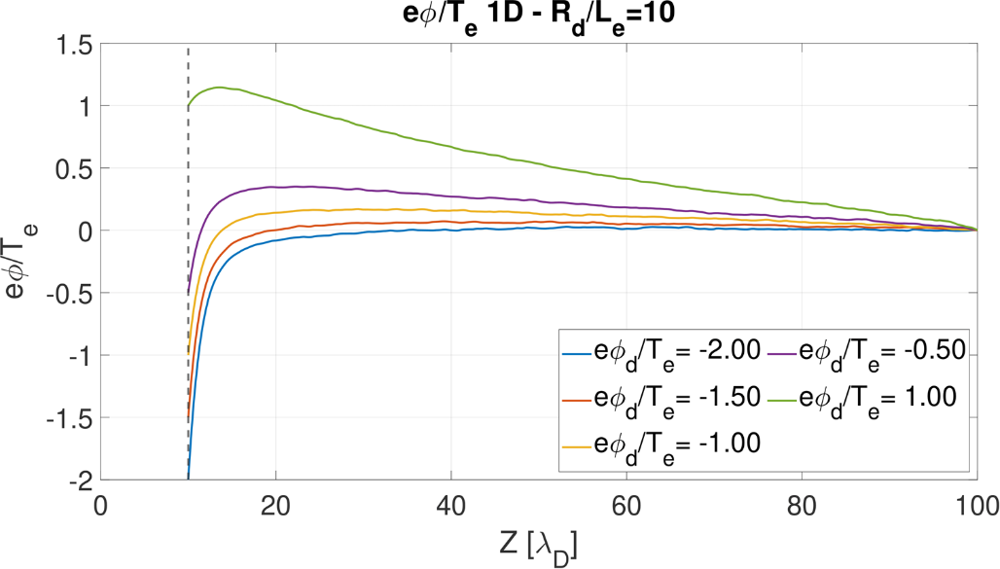 eϕ/Te 1D - Rd/Le=10
eϕ/Te
1.5
1
0.5
0
-0.5
-1
-1.5
-2
0 20 40 60 80 100
Z [λD]
eϕd/Te= -2.00 eϕd/Te= -0.50
eϕd/Te= -1.50 eϕd/Te= 1.00
eϕd/Te= -1.00